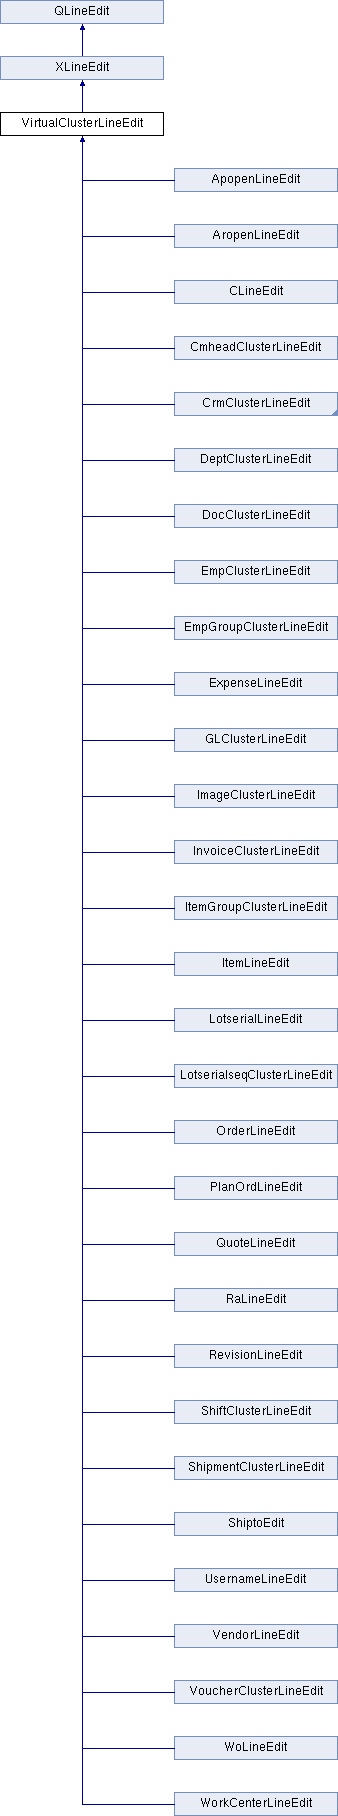 QLineEdit
XLineEdit
VirtualClusterLineEdit
ApopenLineEdit
AropenLineEdit
CLineEdit
CmheadClusterLineEdit
CrmClusterLineEdit
DeptClusterLineEdit
DocClusterLineEdit
EmpClusterLineEdit
EmpGroupClusterLineEdit
ExpenseLineEdit
GLClusterLineEdit
ImageClusterLineEdit
InvoiceClusterLineEdit
ItemGroupClusterLineEdit
ItemLineEdit
LotserialLineEdit
LotserialseqClusterLineEdit
OrderLineEdit
PlanOrdLineEdit
QuoteLineEdit
RaLineEdit
RevisionLineEdit
ShiftClusterLineEdit
ShipmentClusterLineEdit
ShiptoEdit
UsernameLineEdit
VendorLineEdit
VoucherClusterLineEdit
WoLineEdit
WorkCenterLineEdit